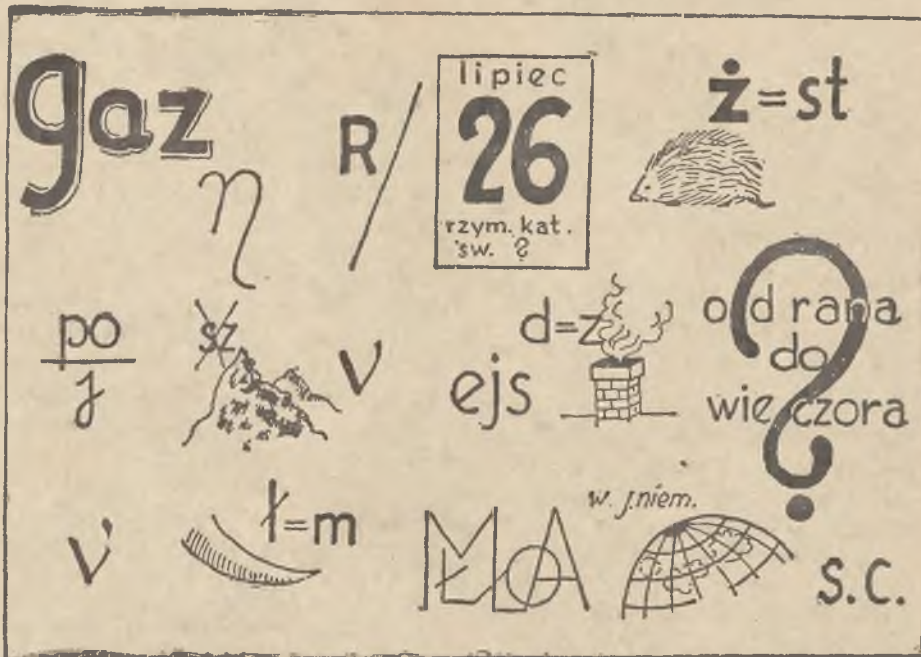 gaz
η
R/
lipiec
26
rzym. kat.
św. ?
ż=st
po
j
sz
ν
ejs
d=z
od rana
do
wieczora
?
ν
ł=m
MŁOA
w. j. niem.
s.c.